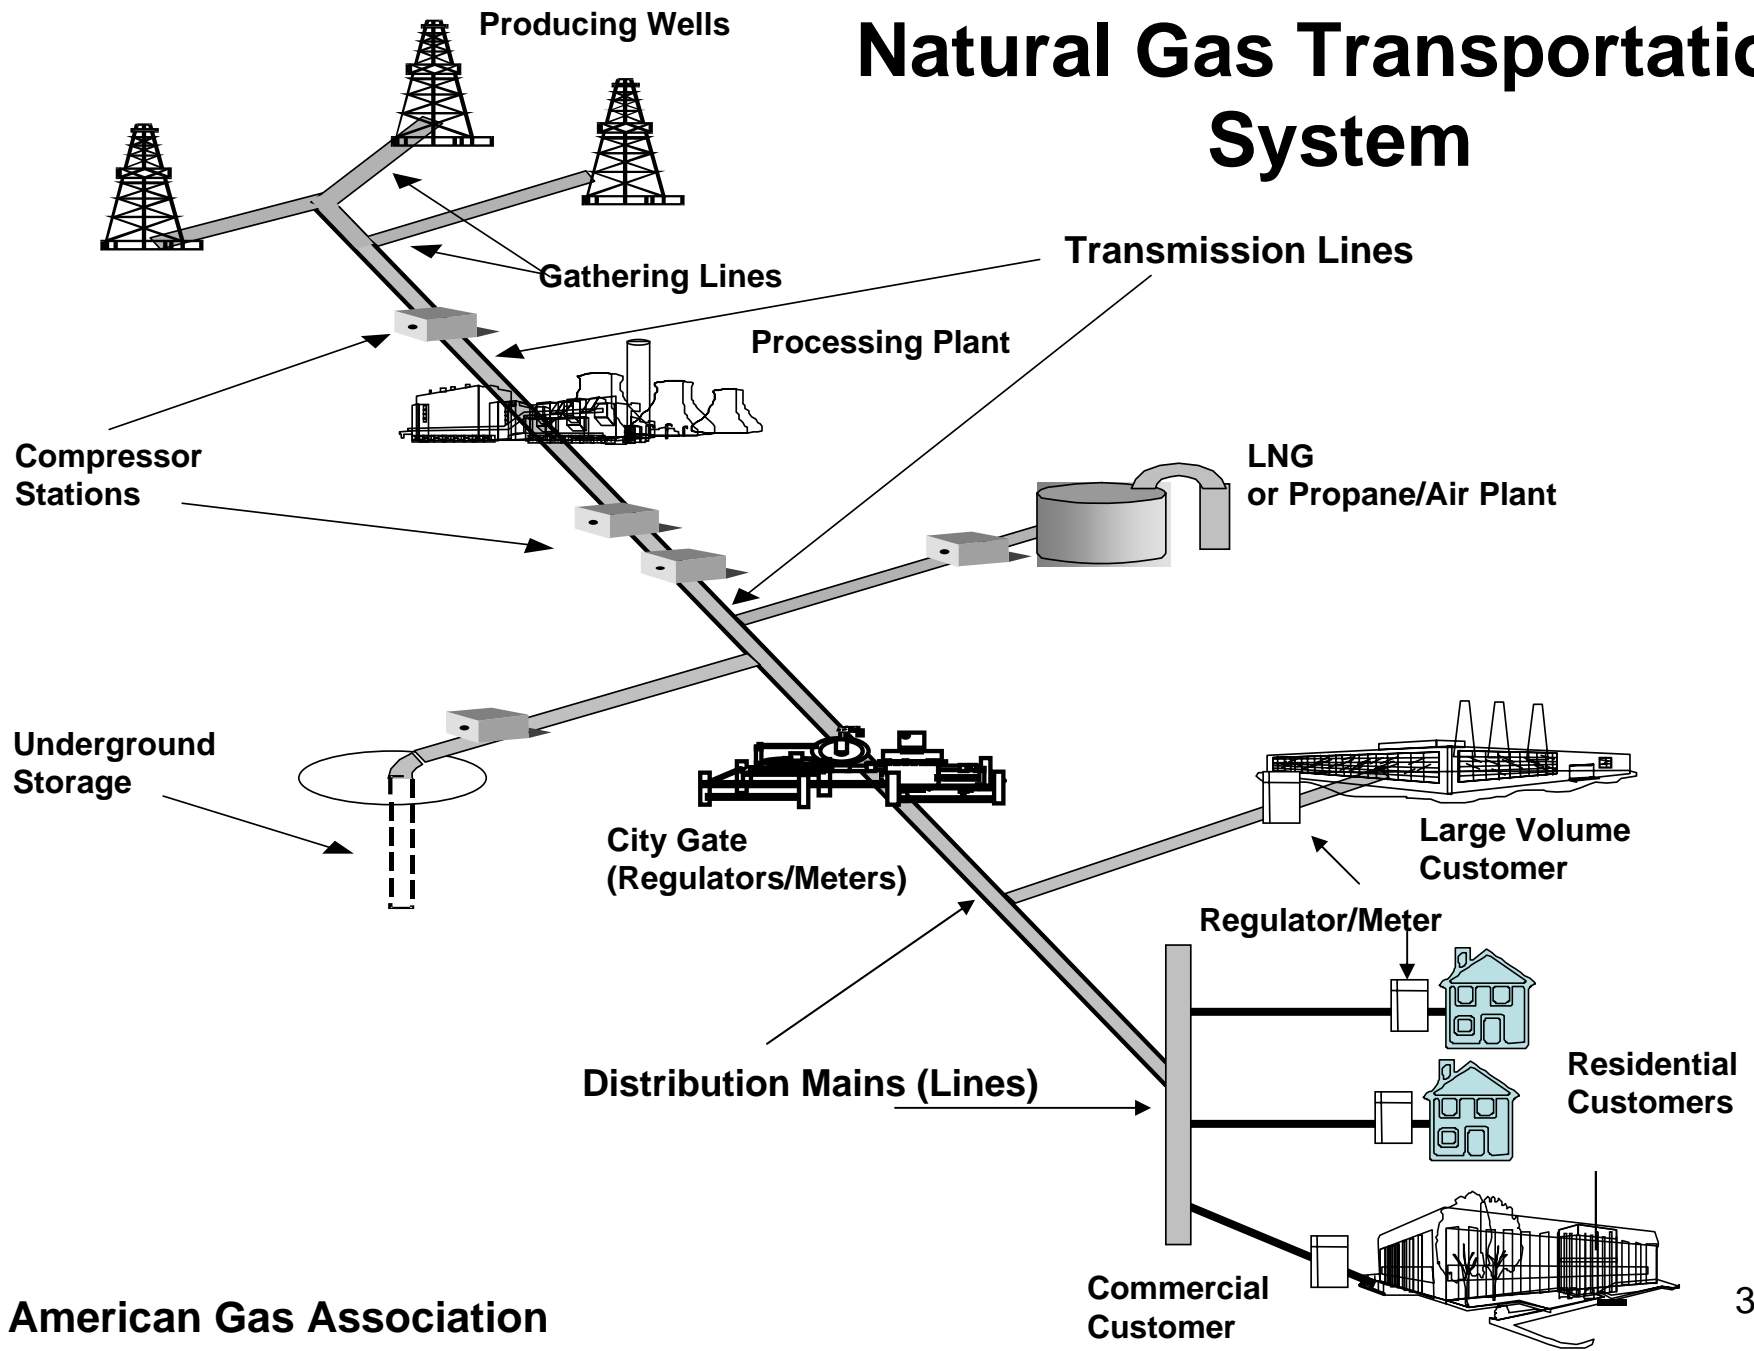 Producing Wells
Natural Gas Transportatio
System
Transmission Lines
Gathering Lines
Processing Plant
Compressor
Stations
LNG
or Propane/Air Plant
Underground
Storage
City Gate
(Regulators/Meters)
Large Volume
Customer
Regulator/Meter
Distribution Mains (Lines)
Residential
Customers
Commercial
Customer
American Gas Association
3